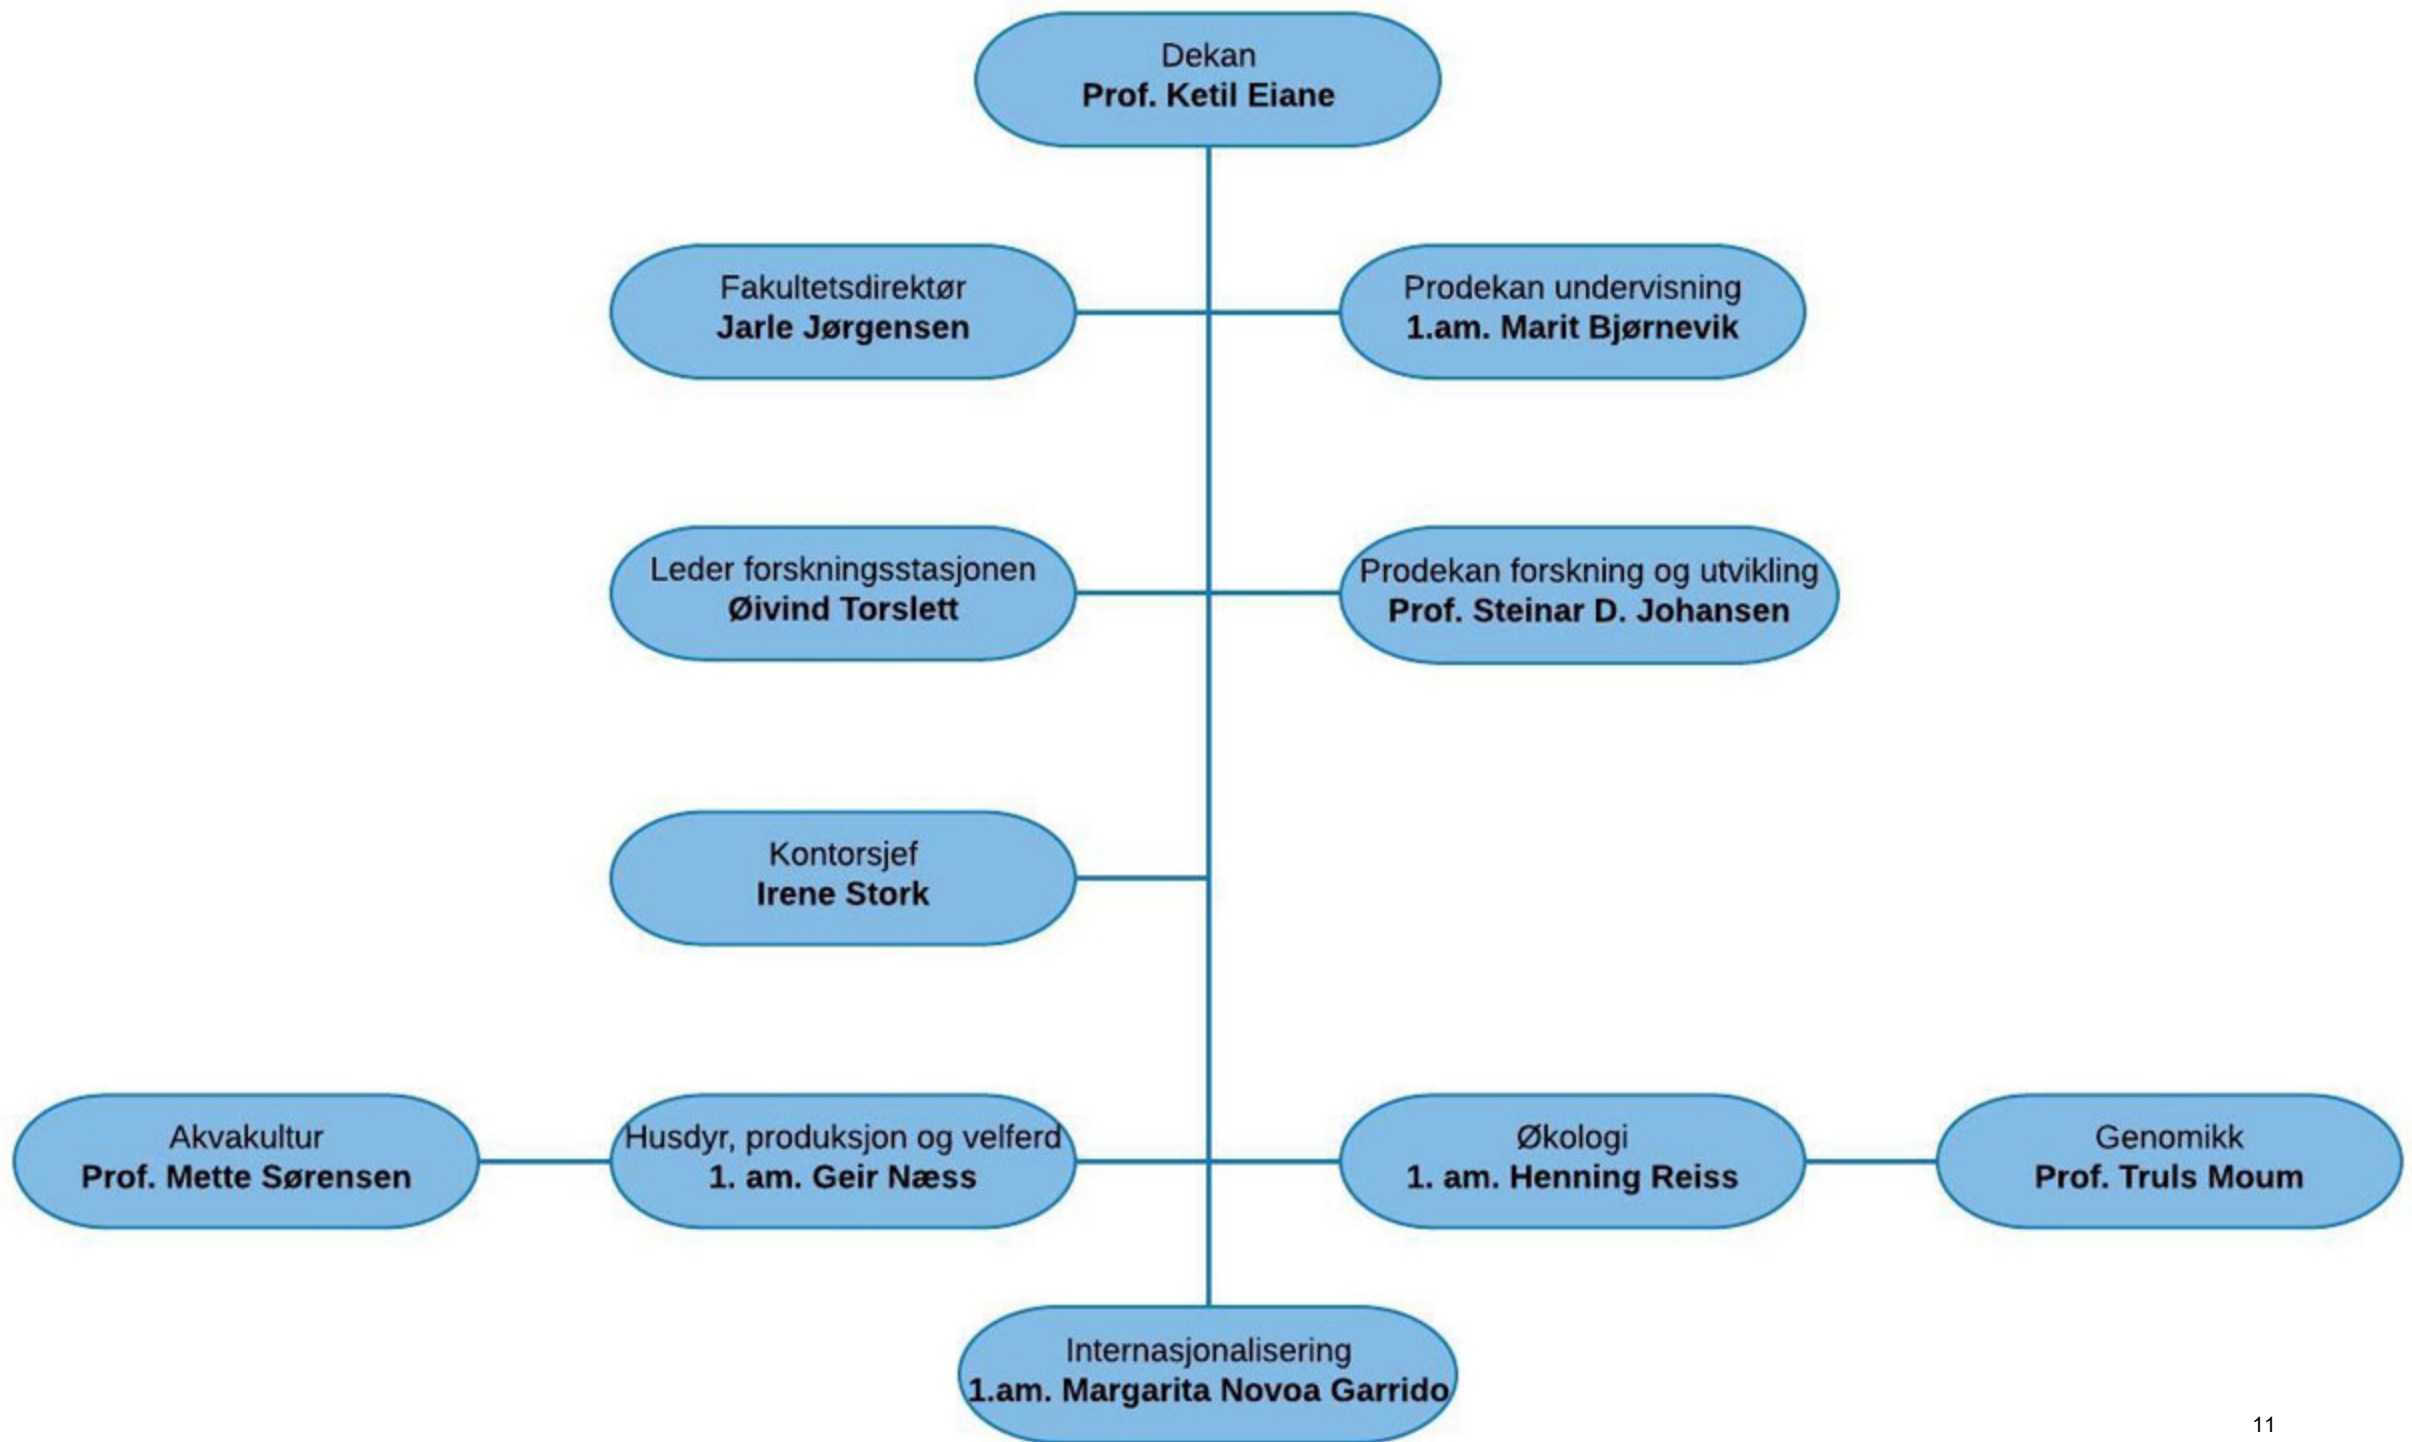 Dekan
Prof. Ketil Eiane
Fakultetsdirektør
Jarle Jørgensen
Prodekan undervisning
1.am. Marit Bjørnevik
Leder forskningsstasjonen
Øivind Torslett
Prodekan forskning og utvikling
Prof. Steinar D. Johansen
Kontorsjef
Irene Stork
Akvakultur
Prof. Mette Sørensen
Husdyr, produksjon og velferd
1. am. Geir Næss
Økologi
1. am. Henning Reiss
Genomikk
Prof. Truls Moum
Internasjonalisering
1.am. Margarita Novoa Garrido
11